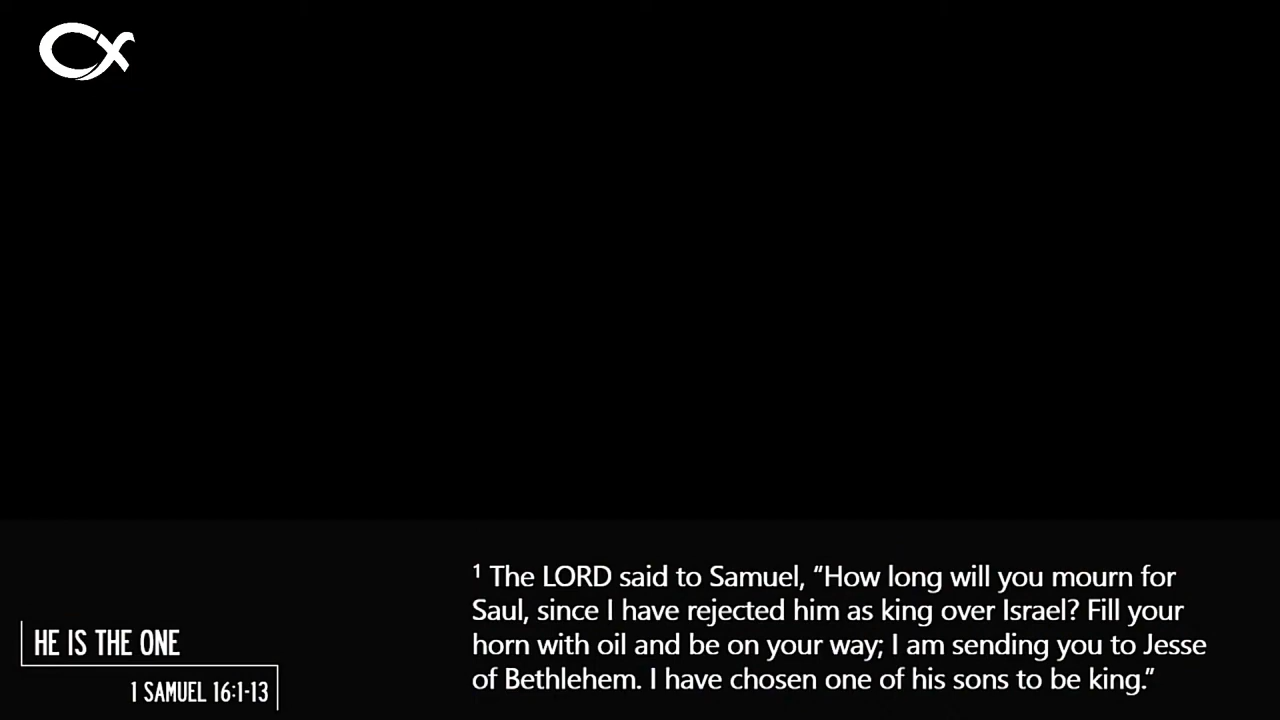 ¹ The LORD said to Samuel, “How long will you mourn for
Saul, since I have rejected him as king over Israel? Fill your
horn with oil and be on your way; I am sending you to Jesse
of Bethlehem. I have chosen one of his sons to be king.”
HE IS THE ONE
1 SAMUEL 16:1-13